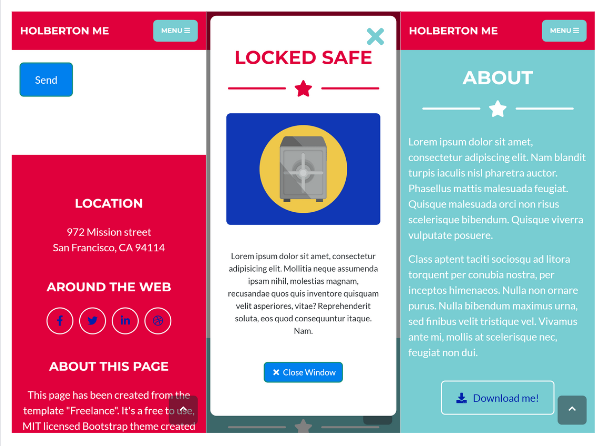 HOLBERTON ME
MENU
Send
LOCATION
972 Mission street
San Francisco, CA 94114
AROUND THE WEB
ABOUT THIS PAGE
This page has been created from the
template "Freelance". It's a free to use,
MIT licensed Bootstrap theme created
LOCKED SAFE
Lorem ipsum dolor sit amet, consectetur
adipisicing elit. Mollitia neque assumenda
ipsam nihil, molestias magnam,
recusandae quos quis inventore quisquam
velit asperiores, vitae? Reprehenderit
soluta, eos quod consequuntur itaque.
Nam.
Close Window
HOLBERTON ME
MENU
ABOUT
Lorem ipsum dolor sit amet,
consectetur adipiscing elit. Nam blandit
turpis iaculis nisl pharetra auctor.
Phasellus mattis malesuada feugiat.
Quisque malesuada orci non risus
scelerisque bibendum. Quisque viverra
vulputate posuere.
Class aptent taciti sociosqu ad litora
torquent per conubia nostra, per
inceptos himenaeos. Nulla non ornare
purus. Nulla bibendum maximus urna,
sed finibus velit tristique vel. Vivamus
ante mi, mollis at scelerisque nec,
feugiat non dui.
Download me!